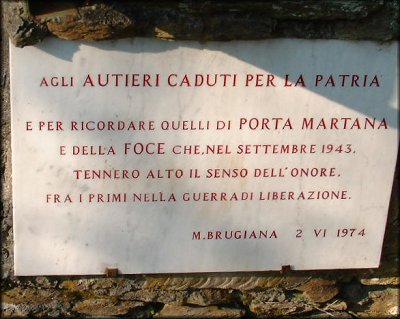 AGLI AUTIERI CADUTI PER LA PATRIA
E PER RICORDARE QUELLI DI PORTA MARTANA
E DELLA FOCE CHE, NEL SETTEMBRE 1943,
TENNERO ALTO IL SENSO DELL'ONORE,
FRA I PRIMI NELLA GUERRA DI LIBERAZIONE.
M. BRUGIANA 2 VI 1974